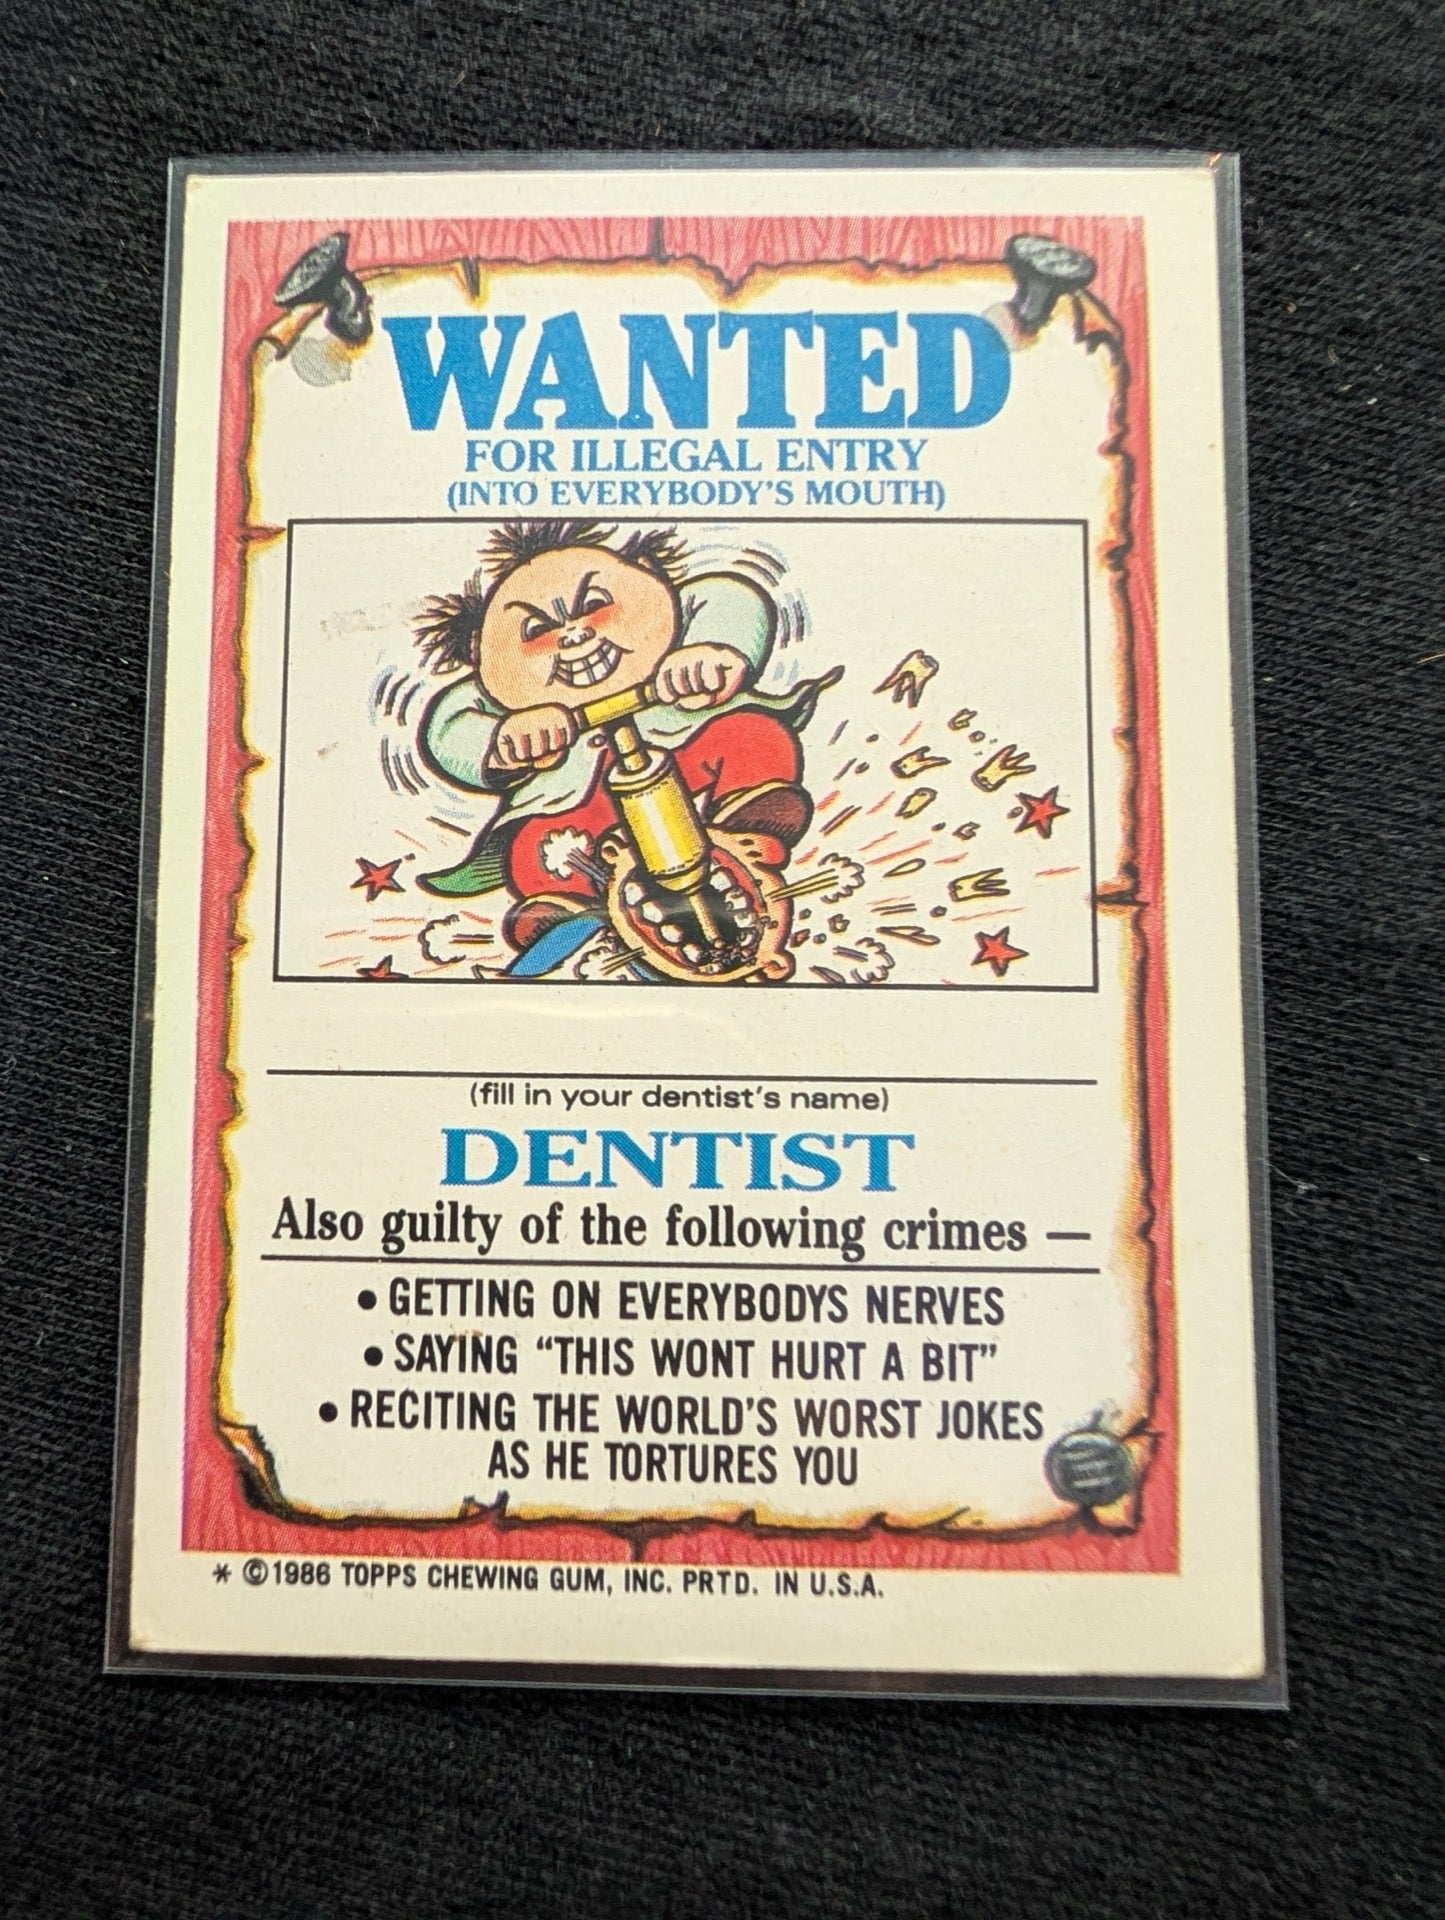 WANTED
FOR ILLEGAL ENTRY
(INTO EVERYBODY'S MOUTH)
(fill in your dentist's name)
DENTIST
Also guilty of the following crimes —
• GETTING ON EVERYBODYS NERVES
• SAYING “THIS WONT HURT A BIT”
• RECITING THE WORLD'S WORST JOKES
AS HE TORTURES YOU
* ©1986 TOPPS CHEWING GUM, INC. PRTD. IN U.S.A.